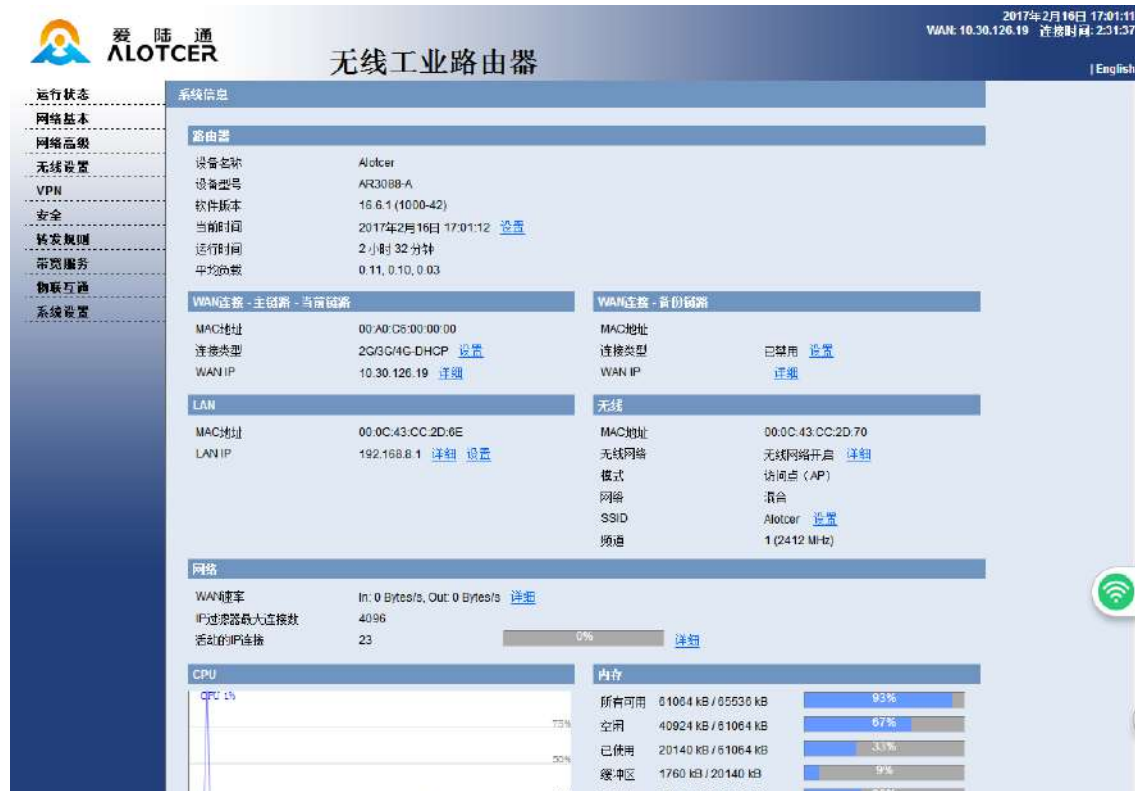 爱 陆 通
ΛLOTCER
无线工业路由器
2017年2月16日 17:01:11
WAN: 10.30.126.19 连接时间: 2:31:37
| English
运行状态
网络基本
网络高级
无线设置
VPN
安全
转发规则
带宽服务
物联互通
系统设置
系统信息
路由器
设备名称 Alotcer
设备型号 AR3088-A
软件版本 16.6.1 (1000-42)
当前时间 2017年2月16日 17:01:12 设置
运行时间 2 小时 32 分钟
平均负载 0.11, 0.10, 0.03
WAN连接 - 主链路 - 当前链路
MAC地址 00:A0:C6:00:00:00
连接类型 2G/3G/4G-DHCP 设置
WAN IP 10.30.126.19 详细
WAN连接 - 备份链路
MAC地址
连接类型 已禁用 设置
WAN IP 详细
LAN
MAC地址 00:0C:43:CC:2D:6E
LAN IP 192.168.8.1 详细 设置
无线
MAC地址 00:0C:43:CC:2D:70
无线网络 无线网络开启 详细
模式 访问点 (AP)
网络 混合
SSID Alotcer 设置
频道 1 (2412 MHz)
网络
WAN速率 In: 0 Bytes/s, Out: 0 Bytes/s 详细
IP过滤器最大连接数 4096
活动的IP连接 23 0% 详细
CPU
CPU 1%
75%
50%
内存
所有可用 61064 kB / 65536 kB 93%
空闲 40924 kB / 61064 kB 67%
已使用 20140 kB / 61064 kB 33%
缓冲区 1760 kB / 20140 kB 9%